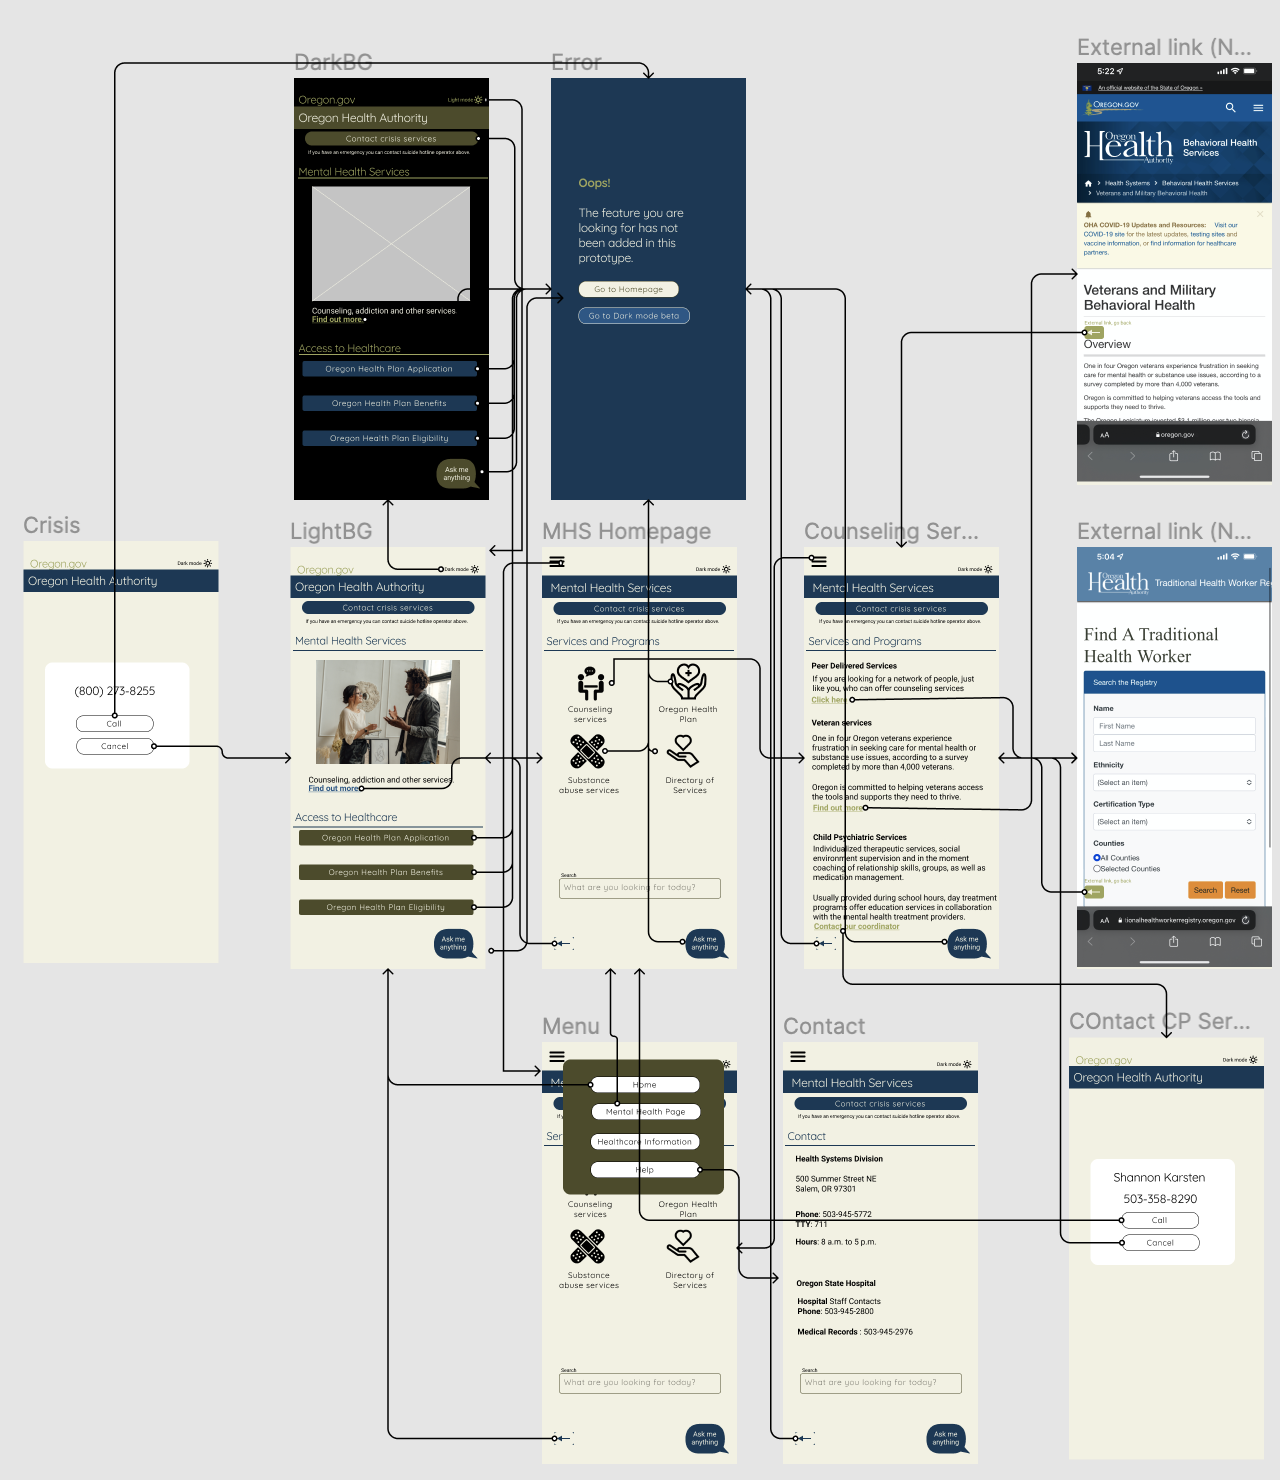 DarkBG
Oregon.gov
Light mode
Oregon Health Authority
Contact crisis services
If you have an emergency you can contact suicide hotline operator above.
Mental Health Services
Counseling, addiction and other services
Find out more
Access to Healthcare
Oregon Health Plan Application
Oregon Health Plan Benefits
Oregon Health Plan Eligibility
Ask me
anything
Error
Oops!
The feature you are
looking for has not
been added in this
prototype.
Go to Homepage
Go to Dark mode beta
External link (N...
5:22
An official website of the State of Oregon »
OREGON.GOV
Oregon
Health
Authority
Behavioral Health
Services
Health Systems
Behavioral Health Services
Veterans and Military Behavioral Health
OHA COVID-19 Updates and Resources: Visit our
COVID-19 site for the latest updates, testing sites and
vaccine information, or find information for healthcare
partners.
Veterans and Military
Behavioral Health
External link, go back
Overview
One in four Oregon veterans experience frustration in seeking
care for mental health or substance use issues, according to a
survey completed by more than 4,000 veterans.
Oregon is committed to helping veterans access the tools and
supports they need to thrive.
AA
oregon.gov
Crisis
Oregon.gov
Dark mode
Oregon Health Authority
(800) 273-8255
Call
Cancel
LightBG
Oregon.gov
Dark mode
Oregon Health Authority
Contact crisis services
If you have an emergency you can contact suicide hotline operator above.
Mental Health Services
Counseling, addiction and other services
Find out more
Access to Healthcare
Oregon Health Plan Application
Oregon Health Plan Benefits
Oregon Health Plan Eligibility
Ask me
anything
MHS Homepage
Dark mode
Mental Health Services
Contact crisis services
If you have an emergency you can contact suicide hotline operator above.
Services and Programs
Counseling
services
Oregon Health
Plan
Substance
abuse services
Directory of
Services
Search
What are you looking for today?
Ask me
anything
Counseling Ser...
Dark mode
Mental Health Services
Contact crisis services
If you have an emergency you can contact suicide hotline operator above.
Services and Programs
Peer Delivered Services
If you are looking for a network of people, just
like you, who can offer counseling services
Click here
Veteran services
One in four Oregon veterans experience
frustration in seeking care for mental health or
substance use issues, according to a survey
completed by more than 4,000 veterans.
Oregon is committed to helping veterans access
the tools and supports they need to thrive.
Find out more
Child Psychiatric Services
Individualized therapeutic services, social
environment supervision and in the moment
coaching of relationship skills, groups, as well as
medication management.
Usually provided during school hours, day treatment
programs offer education services in collaboration
with the mental health treatment providers.
Contact our coordinator
Ask me
anything
External link (N...
5:04
Oregon
Health
Authority
Traditional Health Worker Re
Find A Traditional
Health Worker
Search the Registry
Name
First Name
Last Name
Ethnicity
(Select an item)
Certification Type
(Select an item)
Counties
All Counties
Selected Counties
External link, go back
Search
Reset
AA
itionalhealthworkerregistry.oregon.gov
Menu
Me
Home
Mental Health Page
If y
Ser
Healthcare Information
Help
Counseling
services
Oregon Health
Plan
Substance
abuse services
Directory of
Services
Search
What are you looking for today?
Ask me
anything
Contact
Dark mode
Mental Health Services
Contact crisis services
If you have an emergency you can contact suicide hotline operator above.
Contact
Health Systems Division
500 Summer Street NE
Salem, OR 97301
Phone: 503-945-5772
TTY: 711
Hours: 8 a.m. to 5 p.m.
Oregon State Hospital
Hospital Staff Contacts
Phone: 503-945-2800
Medical Records : 503-945-2976
Search
What are you looking for today?
Ask me
anything
COntact CP Ser...
Oregon.gov
Dark mode
Oregon Health Authority
Shannon Karsten
503-358-8290
Call
Cancel